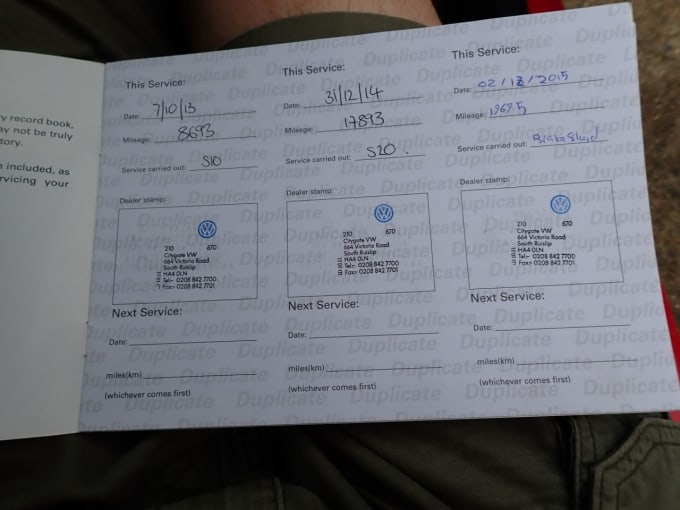 y record book,
ay not be truly
tory.
n included, as
rvicing your
This Service:
Date: 7/10/13
Mileage: 8693
Service carried out: S10
Dealer stamp:
210 670
Citygate VW
664 Victoria Road
South Ruislip
HA4 0LN
Tel:- 0208 842 7700
Fax:- 0208 842 7701
Next Service:
Date:
miles(km)
(whichever comes first)
This Service:
Date: 31/12/14
Mileage: 17893
Service carried out: S20.
Dealer stamp:
210 670
Citygate VW
664 Victoria Road
South Ruislip
HA4 0LN
Tel:- 0208 842 7700
Fax:- 0208 842 7701
Next Service:
Date:
miles(km)
(whichever comes first)
This Service:
Date: 02/12/2015
Mileage: 19695
Service carried out: Brake fluid
Dealer stamp:
210 670
Citygate VW
664 Victoria Road
South Ruislip
HA4 0LN
Tel:- 0208 842 7700
Fax:- 0208 842 7701
Next Service:
Date:
miles(km)
(whichever comes first)
Duplicate